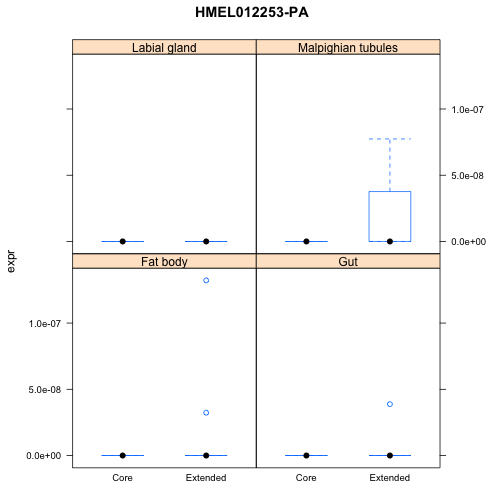 HMEL012253-PA
Labial gland
Malpighian tubules
1.0e-07
5.0e-08
0.0e+00
expr
Fat body
Gut
1.0e-07
5.0e-08
0.0e+00
Core
Extended
Core
Extended